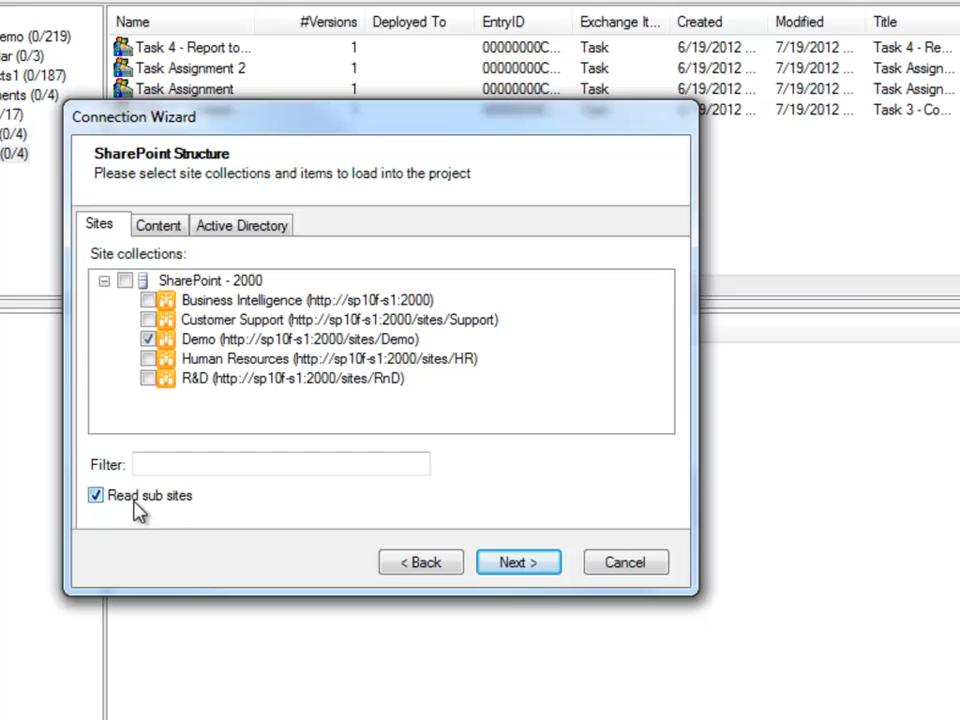 Name #Versions Deployed To EntryID Exchange It... Created Modified Title
Task 4 - Report to... 1 00000000C... Task 6/19/2012 ... 7/19/2012 ... Task 4 - Re...
Task Assignment 2 1 00000000C... Task 6/19/2012 ... 7/19/2012 ... Task Assign...
Task Assignment 1 00000000C... Task 6/19/2012 ... 7/19/2012 ... Task Assign...
/19/2012 ... 7/19/2012 ... Task 3 - Co...
emo (0/219)
lar (0/3)
cts1 (0/187)
ments (0/4)
/17)
(0/4)
(0/4)
Connection Wizard
SharePoint Structure
Please select site collections and items to load into the project
Sites Content Active Directory
Site collections:
SharePoint - 2000
Business Intelligence (http://sp10f-s1:2000)
Customer Support (http://sp10f-s1:2000/sites/Support)
Demo (http://sp10f-s1:2000/sites/Demo)
Human Resources (http://sp10f-s1:2000/sites/HR)
R&D (http://sp10f-s1:2000/sites/RnD)
Filter:
Read sub sites
< Back Next > Cancel